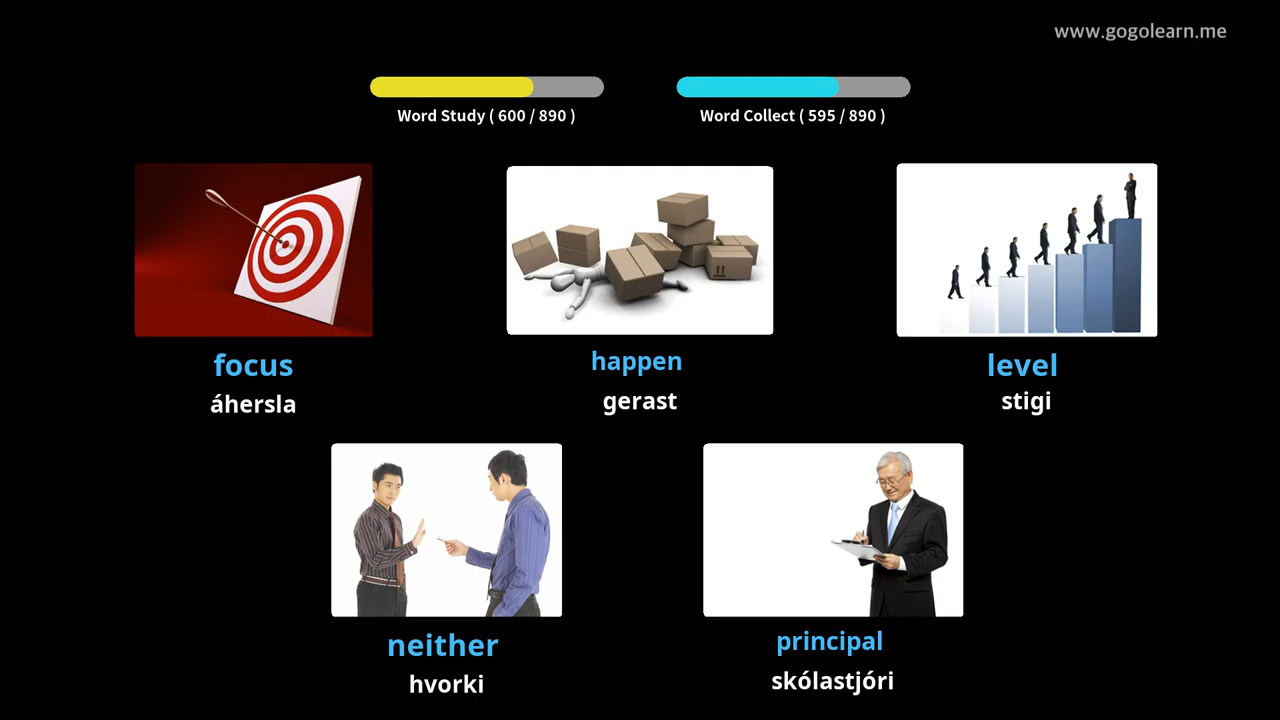 www.gogolearn.me
Word Study ( 600 / 890 )
Word Collect ( 595 / 890 )
focus
áhersla
happen
gerast
level
stigi
neither
hvorki
principal
skólastjóri